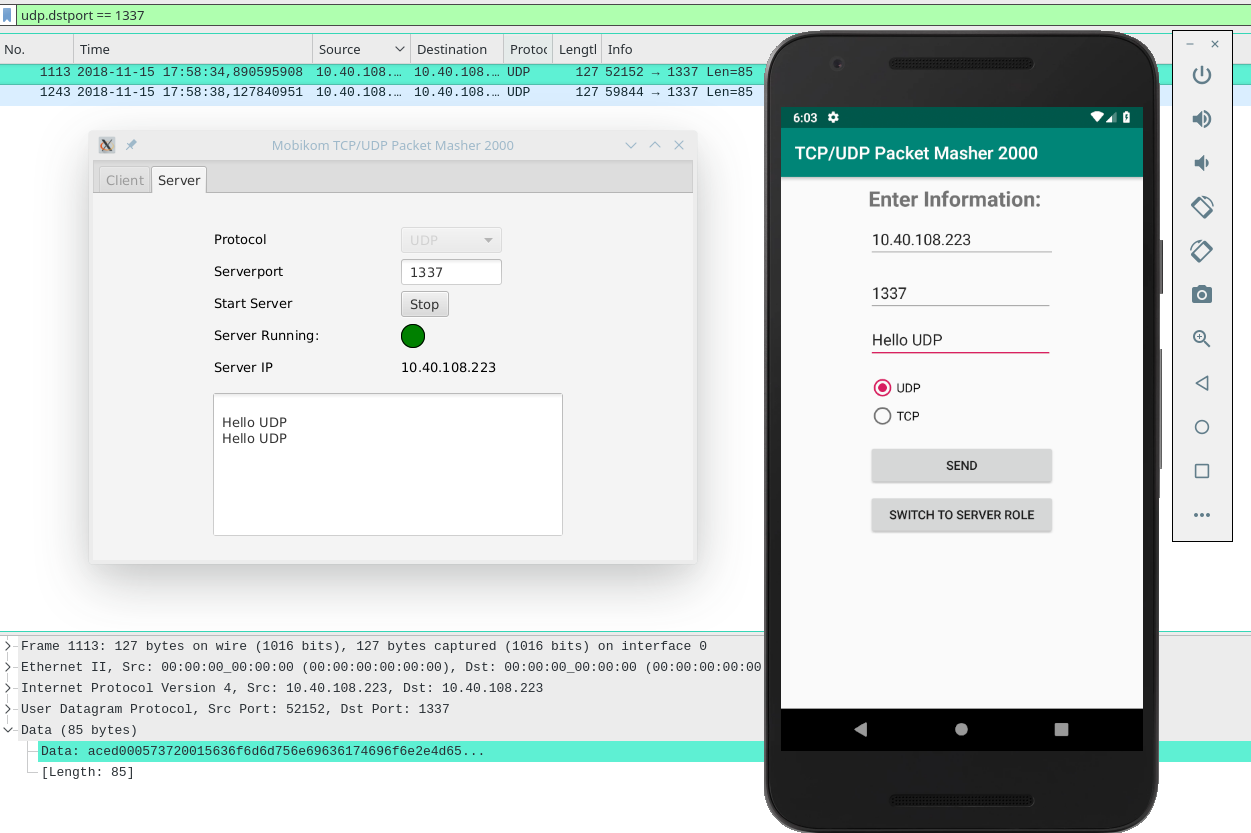 udp.dstport == 1337
No. Time Source Destination Protoc Lengtl Info
1113 2018-11-15 17:58:34,890595908 10.40.108.… 10.40.108.… UDP 127 52152 → 1337 Len=85
1243 2018-11-15 17:58:38,127840951 10.40.108.… 10.40.108.… UDP 127 59844 → 1337 Len=85
Mobikom TCP/UDP Packet Masher 2000
Client Server
Protocol UDP
Serverport 1337
Start Server Stop
Server Running:
Server IP 10.40.108.223
Hello UDP
Hello UDP
6:03
TCP/UDP Packet Masher 2000
Enter Information:
10.40.108.223
1337
Hello UDP
UDP
TCP
SEND
SWITCH TO SERVER ROLE
Frame 1113: 127 bytes on wire (1016 bits), 127 bytes captured (1016 bits) on interface 0
Ethernet II, Src: 00:00:00_00:00:00 (00:00:00:00:00:00), Dst: 00:00:00_00:00:00 (00:00:00:00:00:00
Internet Protocol Version 4, Src: 10.40.108.223, Dst: 10.40.108.223
User Datagram Protocol, Src Port: 52152, Dst Port: 1337
Data (85 bytes)
Data: aced000573720015636f6d6d756e69636174696f6e2e4d65...
[Length: 85]